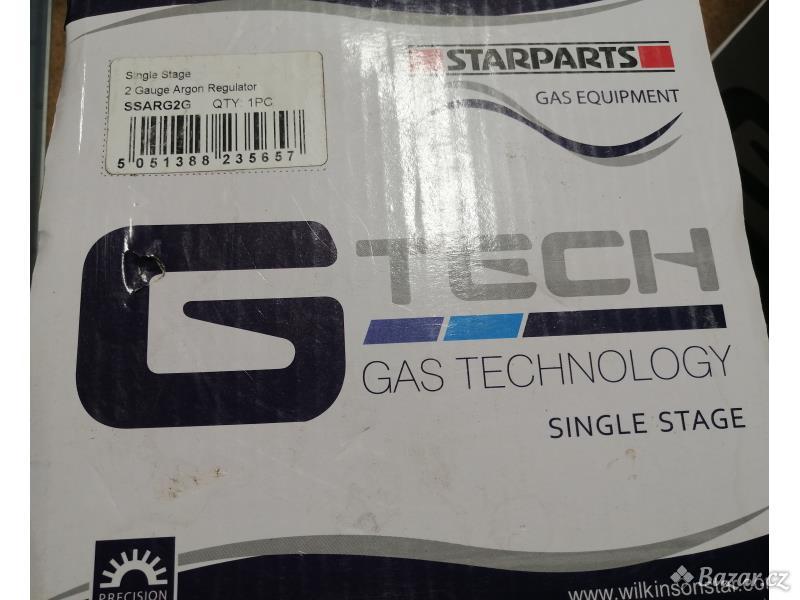 Single Stage
2 Gauge Argon Regulator
SSARG2G QTY: 1PC
5 051388 235657
STARPARTS
GAS EQUIPMENT
G TECH
GAS TECHNOLOGY
SINGLE STAGE
PRECISION
www.wilkinsonstar.co
Bazar.cz